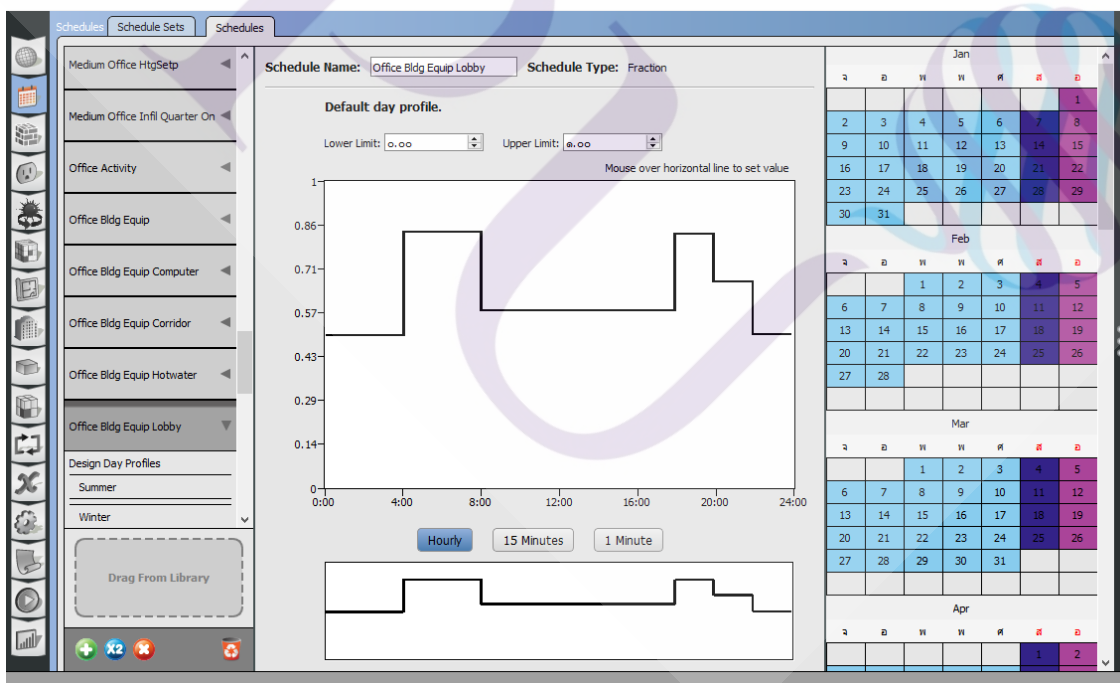 Schedules Schedule Sets Schedules
Medium Office HtgSetp
Medium Office Infil Quarter On
Office Activity
Office Bldg Equip
Office Bldg Equip Computer
Office Bldg Equip Corridor
Office Bldg Equip Hotwater
Office Bldg Equip Lobby
Design Day Profiles
Summer
Winter
Drag From Library
X2
Schedule Name: Office Bldg Equip Lobby Schedule Type: Fraction
Default day profile.
Lower Limit: ๐.๐๐ Upper Limit: ๑.๐๐
Mouse over horizontal line to set value
1
0.86
0.71
0.57
0.43
0.29
0.14
0
0:00 4:00 8:00 12:00 16:00 20:00 24:00
Hourly 15 Minutes 1 Minute
Jan
จ อ พ พ ศ ส อ
1
2 3 4 5 6 7 8
9 10 11 12 13 14 15
16 17 18 19 20 21 22
23 24 25 26 27 28 29
30 31
Feb
จ อ พ พ ศ ส อ
1 2 3 4 5
6 7 8 9 10 11 12
13 14 15 16 17 18 19
20 21 22 23 24 25 26
27 28
Mar
จ อ พ พ ศ ส อ
1 2 3 4 5
6 7 8 9 10 11 12
13 14 15 16 17 18 19
20 21 22 23 24 25 26
27 28 29 30 31
Apr
จ อ พ พ ศ ส อ
1 2